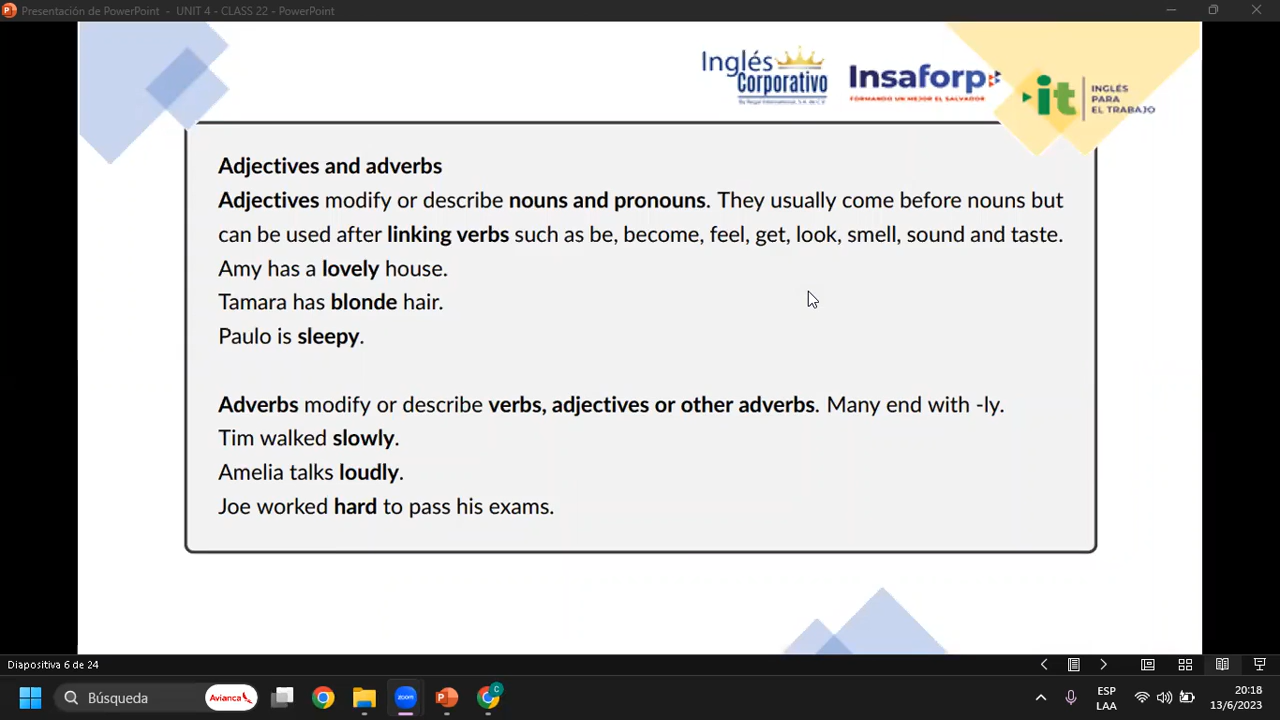 Presentación de PowerPoint - UNIT 4 - CLASS 22 - PowerPoint
Inglés
Corporativo
Insaforp
FORMANDO UN MEJOR EL SALVADOR
it
INGLÉS
PARA
EL TRABAJO
Adjectives and adverbs
Adjectives modify or describe nouns and pronouns. They usually come before nouns but
can be used after linking verbs such as be, become, feel, get, look, smell, sound and taste.
Amy has a lovely house.
Tamara has blonde hair.
Paulo is sleepy.
Adverbs modify or describe verbs, adjectives or other adverbs. Many end with -ly.
Tim walked slowly.
Amelia talks loudly.
Joe worked hard to pass his exams.
Diapositiva 6 de 24
Búsqueda
Avianca
zoom
C
ESP
LAA
20:18
13/6/2023